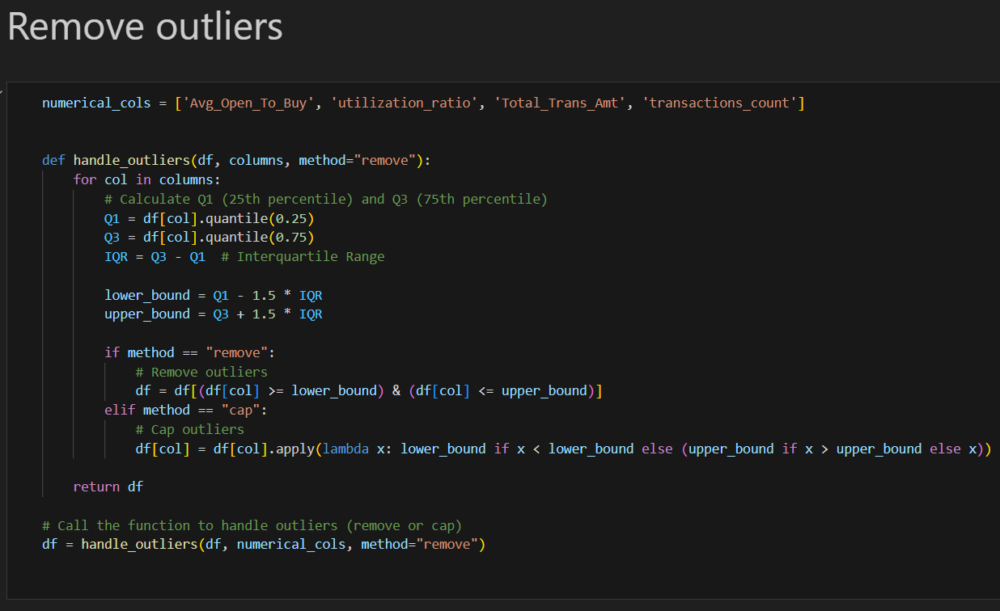 Remove outliers
numerical_cols = ['Avg_Open_To_Buy', 'utilization_ratio', 'Total_Trans_Amt', 'transactions_count']
def handle_outliers(df, columns, method="remove"):
    for col in columns:
        # Calculate Q1 (25th percentile) and Q3 (75th percentile)
        Q1 = df[col].quantile(0.25)
        Q3 = df[col].quantile(0.75)
        IQR = Q3 - Q1  # Interquartile Range
        lower_bound = Q1 - 1.5 * IQR
        upper_bound = Q3 + 1.5 * IQR
        if method == "remove":
            # Remove outliers
            df = df[(df[col] >= lower_bound) & (df[col] <= upper_bound)]
        elif method == "cap":
            # Cap outliers
            df[col] = df[col].apply(lambda x: lower_bound if x < lower_bound else (upper_bound if x > upper_bound else x))
    return df
# Call the function to handle outliers (remove or cap)
df = handle_outliers(df, numerical_cols, method="remove")